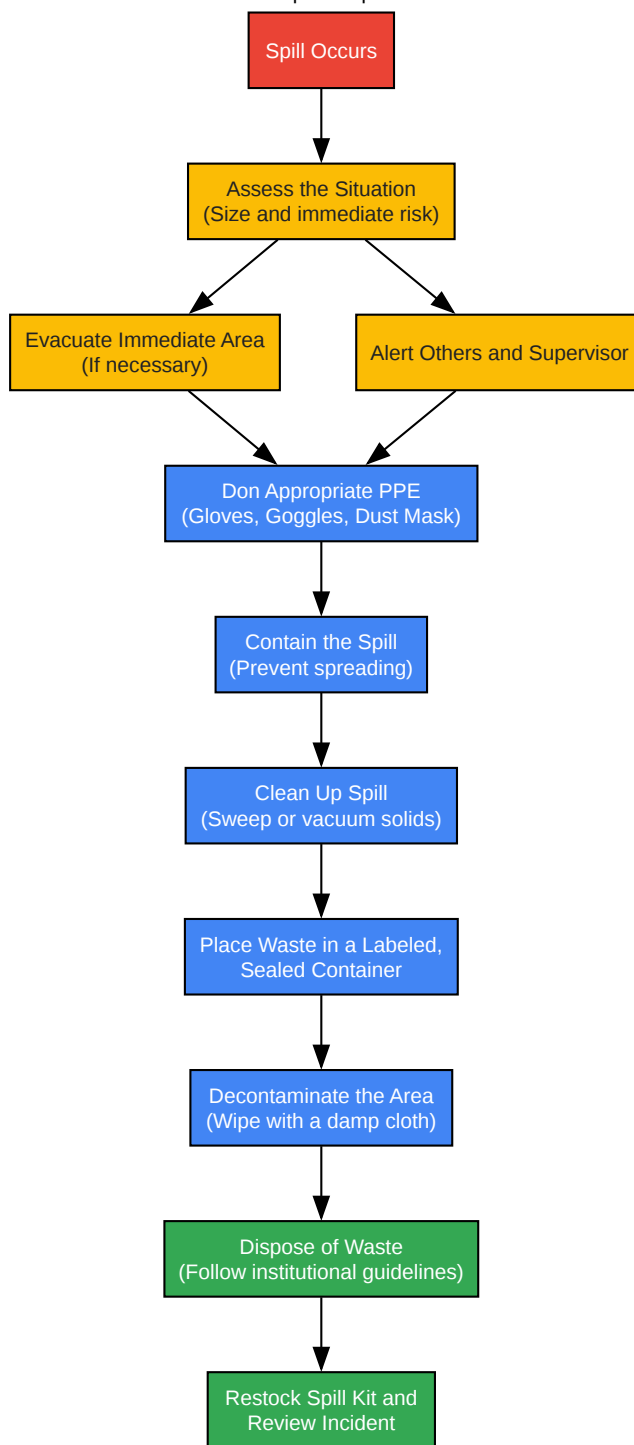 Spill Occurs
Assess the Situation
(Size and immediate risk)
Evacuate Immediate Area
(If necessary)
Alert Others and Supervisor
Don Appropriate PPE
(Gloves, Goggles, Dust Mask)
Contain the Spill
(Prevent spreading)
Clean Up Spill
(Sweep or vacuum solids)
Place Waste in a Labeled,
Sealed Container
Decontaminate the Area
(Wipe with a damp cloth)
Dispose of Waste
(Follow institutional guidelines)
Restock Spill Kit and
Review Incident